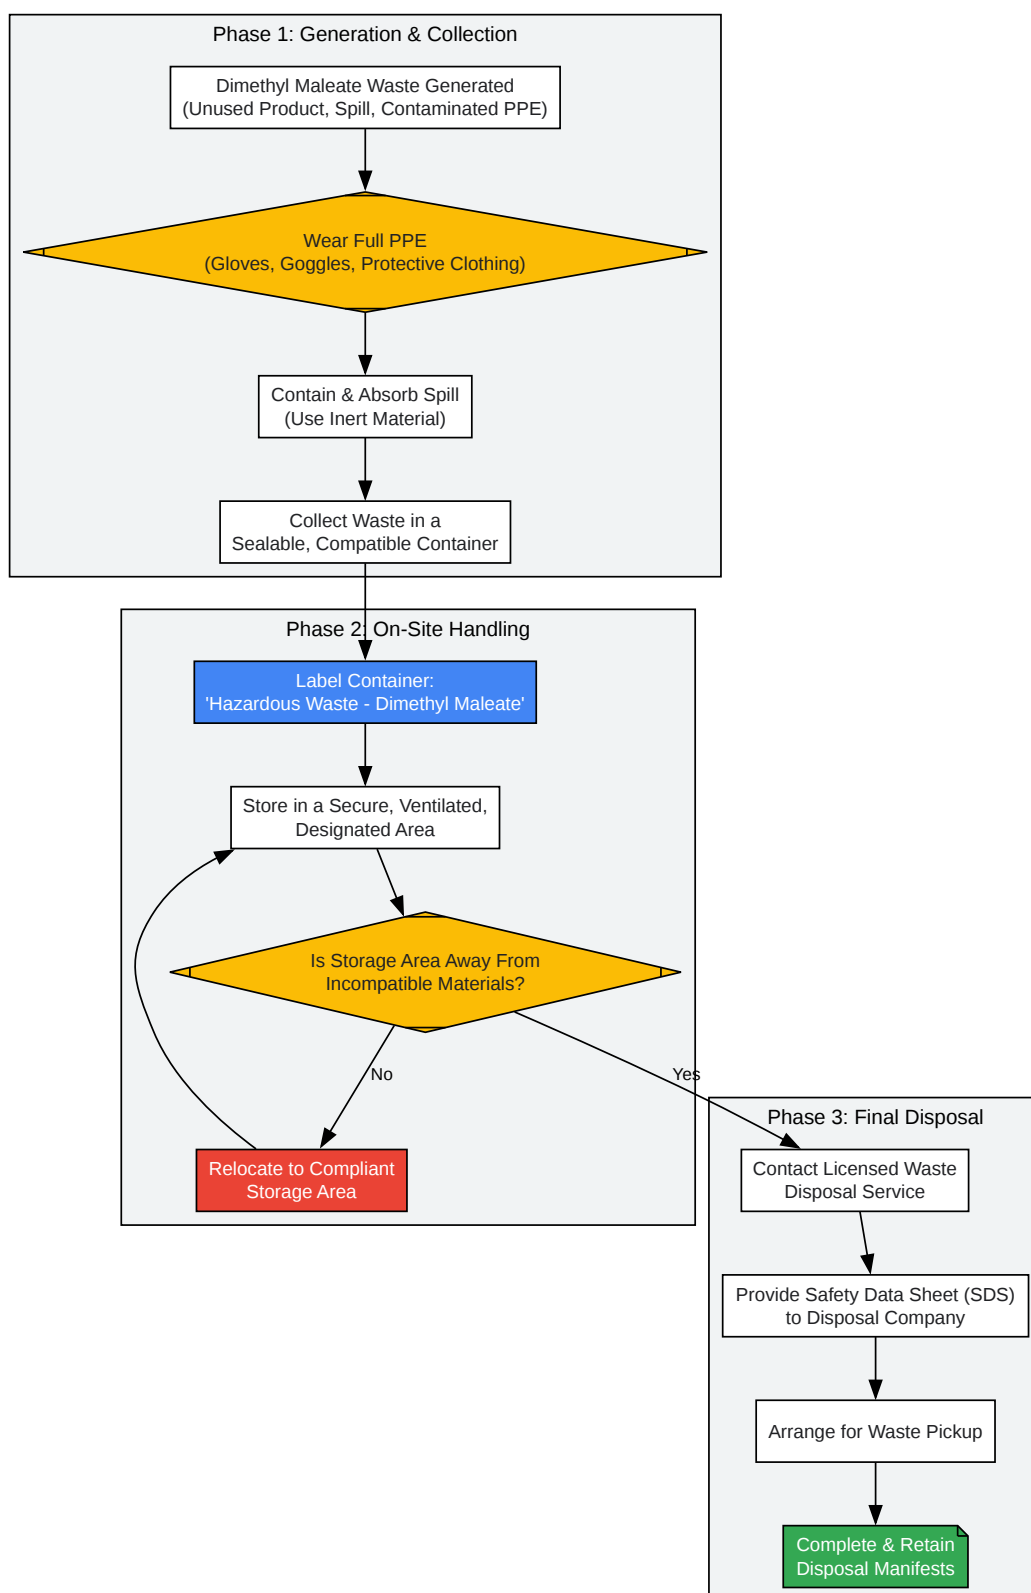 Phase 1: Generation & Collection
Dimethyl Maleate Waste Generated
(Unused Product, Spill, Contaminated PPE)
Wear Full PPE
(Gloves, Goggles, Protective Clothing)
Contain & Absorb Spill
(Use Inert Material)
Collect Waste in a
Sealable, Compatible Container
Phase 2: On-Site Handling
Label Container:
'Hazardous Waste - Dimethyl Maleate'
Store in a Secure, Ventilated,
Designated Area
Is Storage Area Away From
Incompatible Materials?
No
Yes
Relocate to Compliant
Storage Area
Phase 3: Final Disposal
Contact Licensed Waste
Disposal Service
Provide Safety Data Sheet (SDS)
to Disposal Company
Arrange for Waste Pickup
Complete & Retain
Disposal Manifests